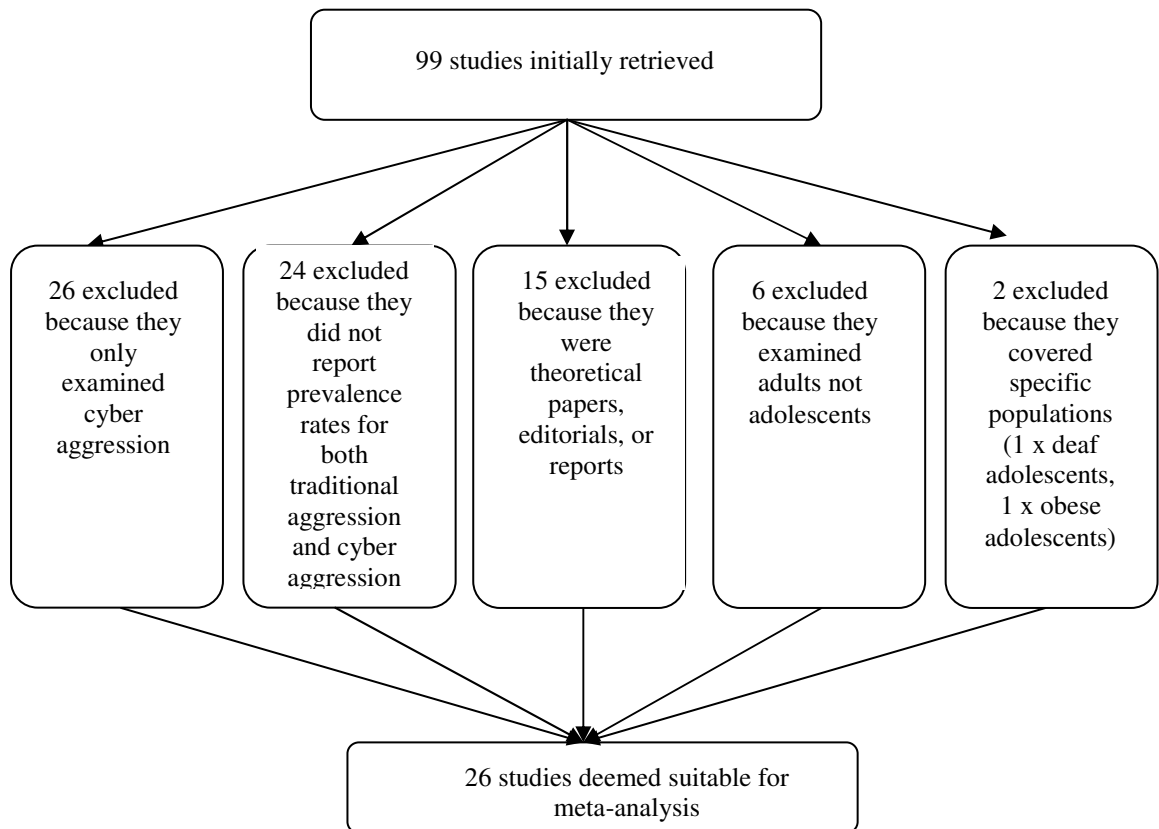 99 studies initially retrieved
26 excluded
because they
only
examined
cyber
aggression
24 excluded
because they
did not
report
prevalence
rates for
both
traditional
aggression
and cyber
aggression
15 excluded
because they
were
theoretical
papers,
editorials, or
reports
6 excluded
because they
examined
adults not
adolescents
2 excluded
because they
covered
specific
populations
(1 x deaf
adolescents,
1 x obese
adolescents)
26 studies deemed suitable for
meta-analysis